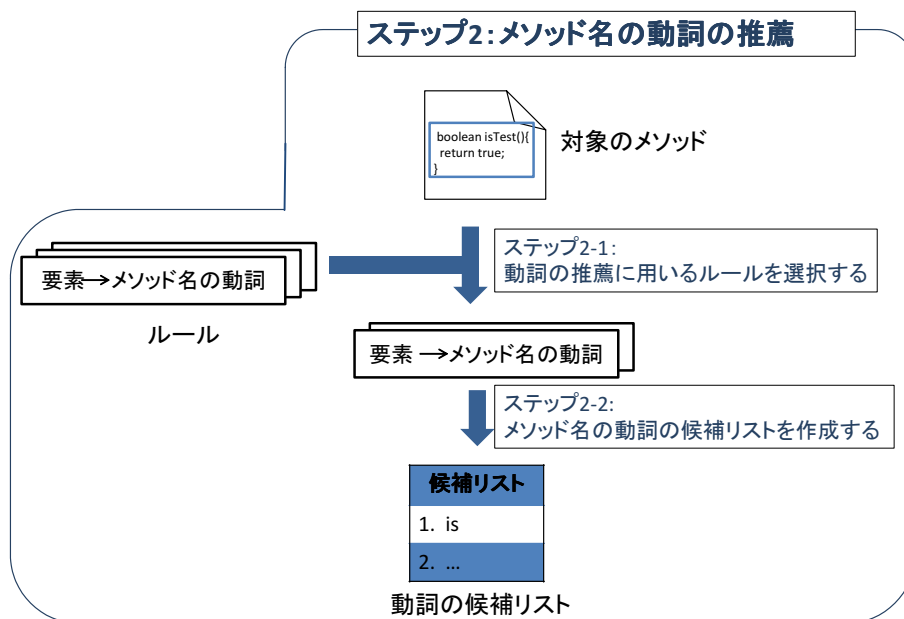 ステップ2:メソッド名の動詞の推薦
boolean isTest(){
return true;
}
対象のメソッド
要素→メソッド名の動詞
ルール
ステップ2-1:
動詞の推薦に用いるルールを選択する
要素 →メソッド名の動詞
ステップ2-2:
メソッド名の動詞の候補リストを作成する
候補リスト
1. is
2. …
動詞の候補リスト